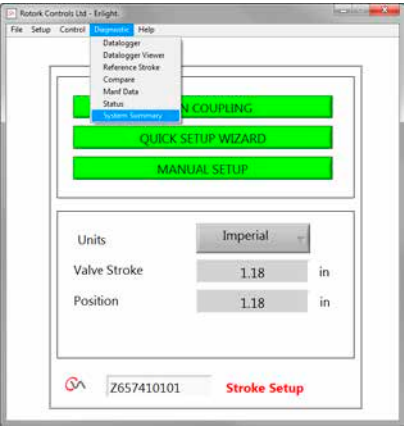 Rotork Controls Ltd - Enlight.
File Setup Control Diagnostic Help
Datalogger
Datalogger Viewer
Reference Stroke
Compare
Manf Data
Status
System Summary
N COUPLING
QUICK SETUP WIZARD
MANUAL SETUP
Units Imperial
Valve Stroke 1.18 in
Position 1.18 in
Z657410101 Stroke Setup